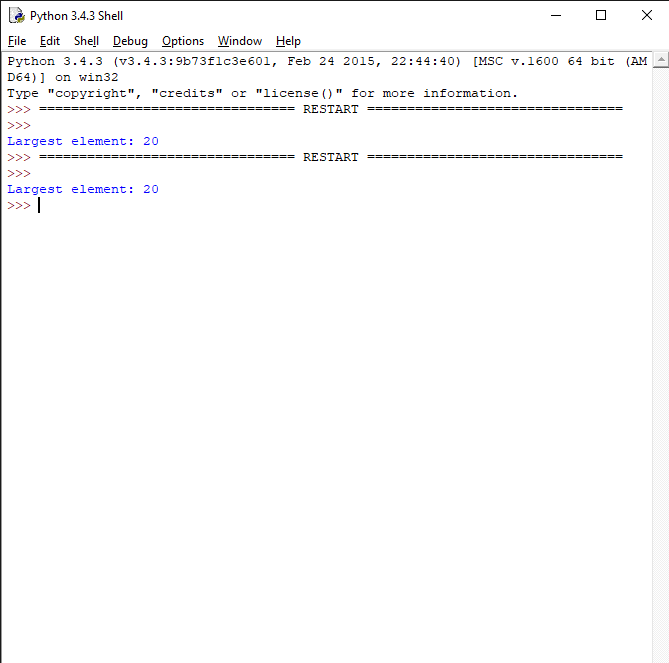 Python 3.4.3 Shell
File Edit Shell Debug Options Window Help
Python 3.4.3 (v3.4.3:9b73f1c3e601, Feb 24 2015, 22:44:40) [MSC v.1600 64 bit (AM
D64)] on win32
Type "copyright", "credits" or "license()" for more information.
>>> ================================ RESTART ================================
>>>
Largest element: 20
>>> ================================ RESTART ================================
>>>
Largest element: 20
>>>